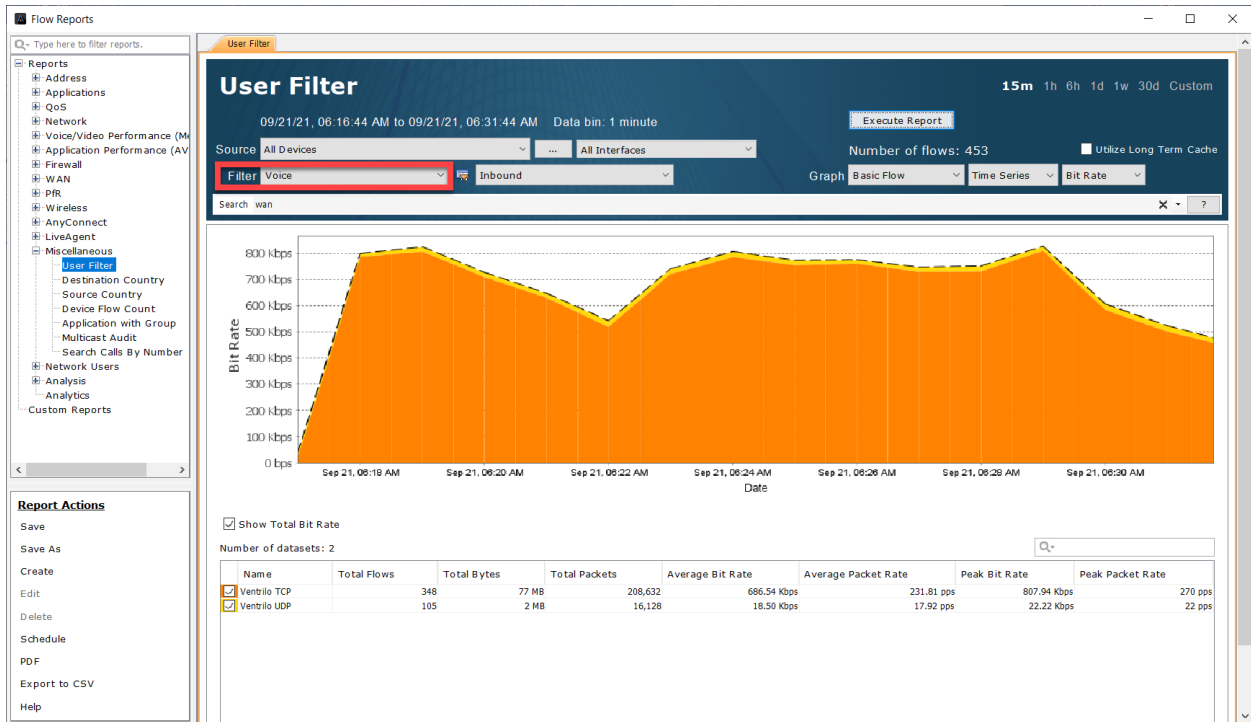 Flow Reports
Type here to filter reports.
Reports
Address
Applications
QoS
Network
Voice/Video Performance (Me
Application Performance (AV
Firewall
WAN
PfR
Wireless
AnyConnect
LiveAgent
Miscellaneous
User Filter
Destination Country
Source Country
Device Flow Count
Application with Group
Multicast Audit
Search Calls By Number
Network Users
Analysis
Analytics
Custom Reports
Report Actions
Save
Save As
Create
Edit
Delete
Schedule
PDF
Export to CSV
Help
User Filter
User Filter
15m 1h 6h 1d 1w 30d Custom
09/21/21, 06:16:44 AM to 09/21/21, 06:31:44 AM Data bin: 1 minute
Execute Report
Source All Devices ... All Interfaces
Number of flows: 453
Utilize Long Term Cache
Filter Voice Inbound
Graph Basic Flow Time Series Bit Rate
Search wan
X ?
800 Kbps
700 Kbps
600 Kbps
500 Kbps
400 Kbps
300 Kbps
200 Kbps
100 Kbps
0 bps
Bit Rate
Sep 21, 06:18 AM Sep 21, 06:20 AM Sep 21, 06:22 AM Sep 21, 06:24 AM Sep 21, 06:26 AM Sep 21, 06:28 AM Sep 21, 06:30 AM
Date
Show Total Bit Rate
Number of datasets: 2
Name Total Flows Total Bytes Total Packets Average Bit Rate Average Packet Rate Peak Bit Rate Peak Packet Rate
Ventrilo TCP 348 77 MB 208,632 686.54 Kbps 231.81 pps 807.94 Kbps 270 pps
Ventrilo UDP 105 2 MB 16,128 18.50 Kbps 17.92 pps 22.22 Kbps 22 pps